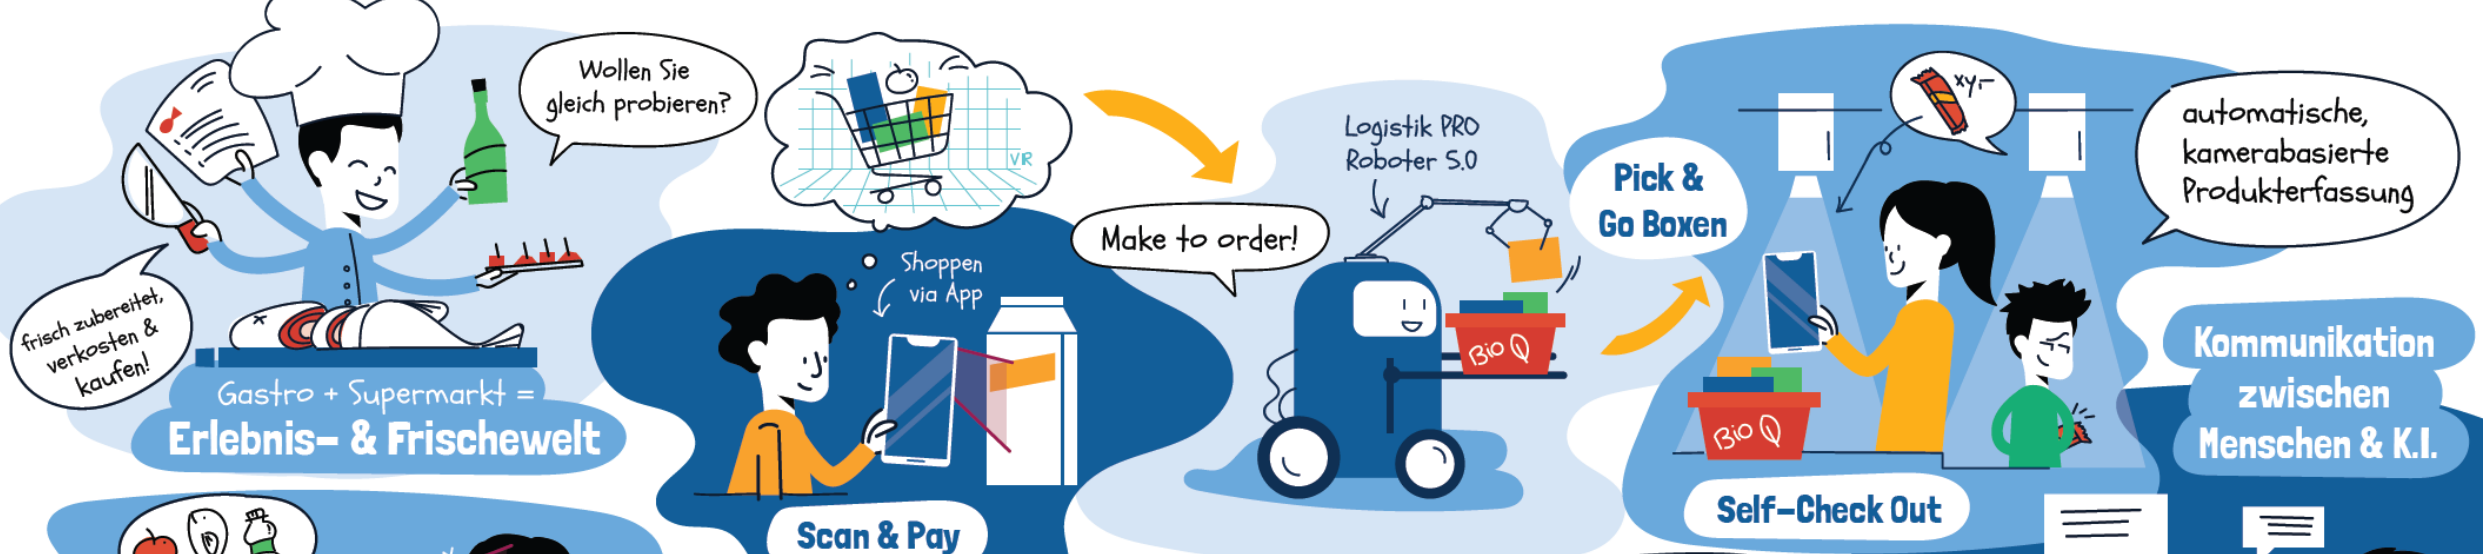 Wollen Sie
gleich probieren?
frisch zubereitet,
verkosten &
kaufen!
Gastro + Supermarkt =
Erlebnis- & Frischewelt
VR
Shoppen
via App
Scan & Pay
Make to order!
Logistik PRO
Roboter 5.0
Bio Q
Pick &
Go Boxen
xy,-
Bio Q
Self-Check Out
automatische,
kamerabasierte
Produkterfassung
Kommunikation
zwischen
Menschen & K.I.